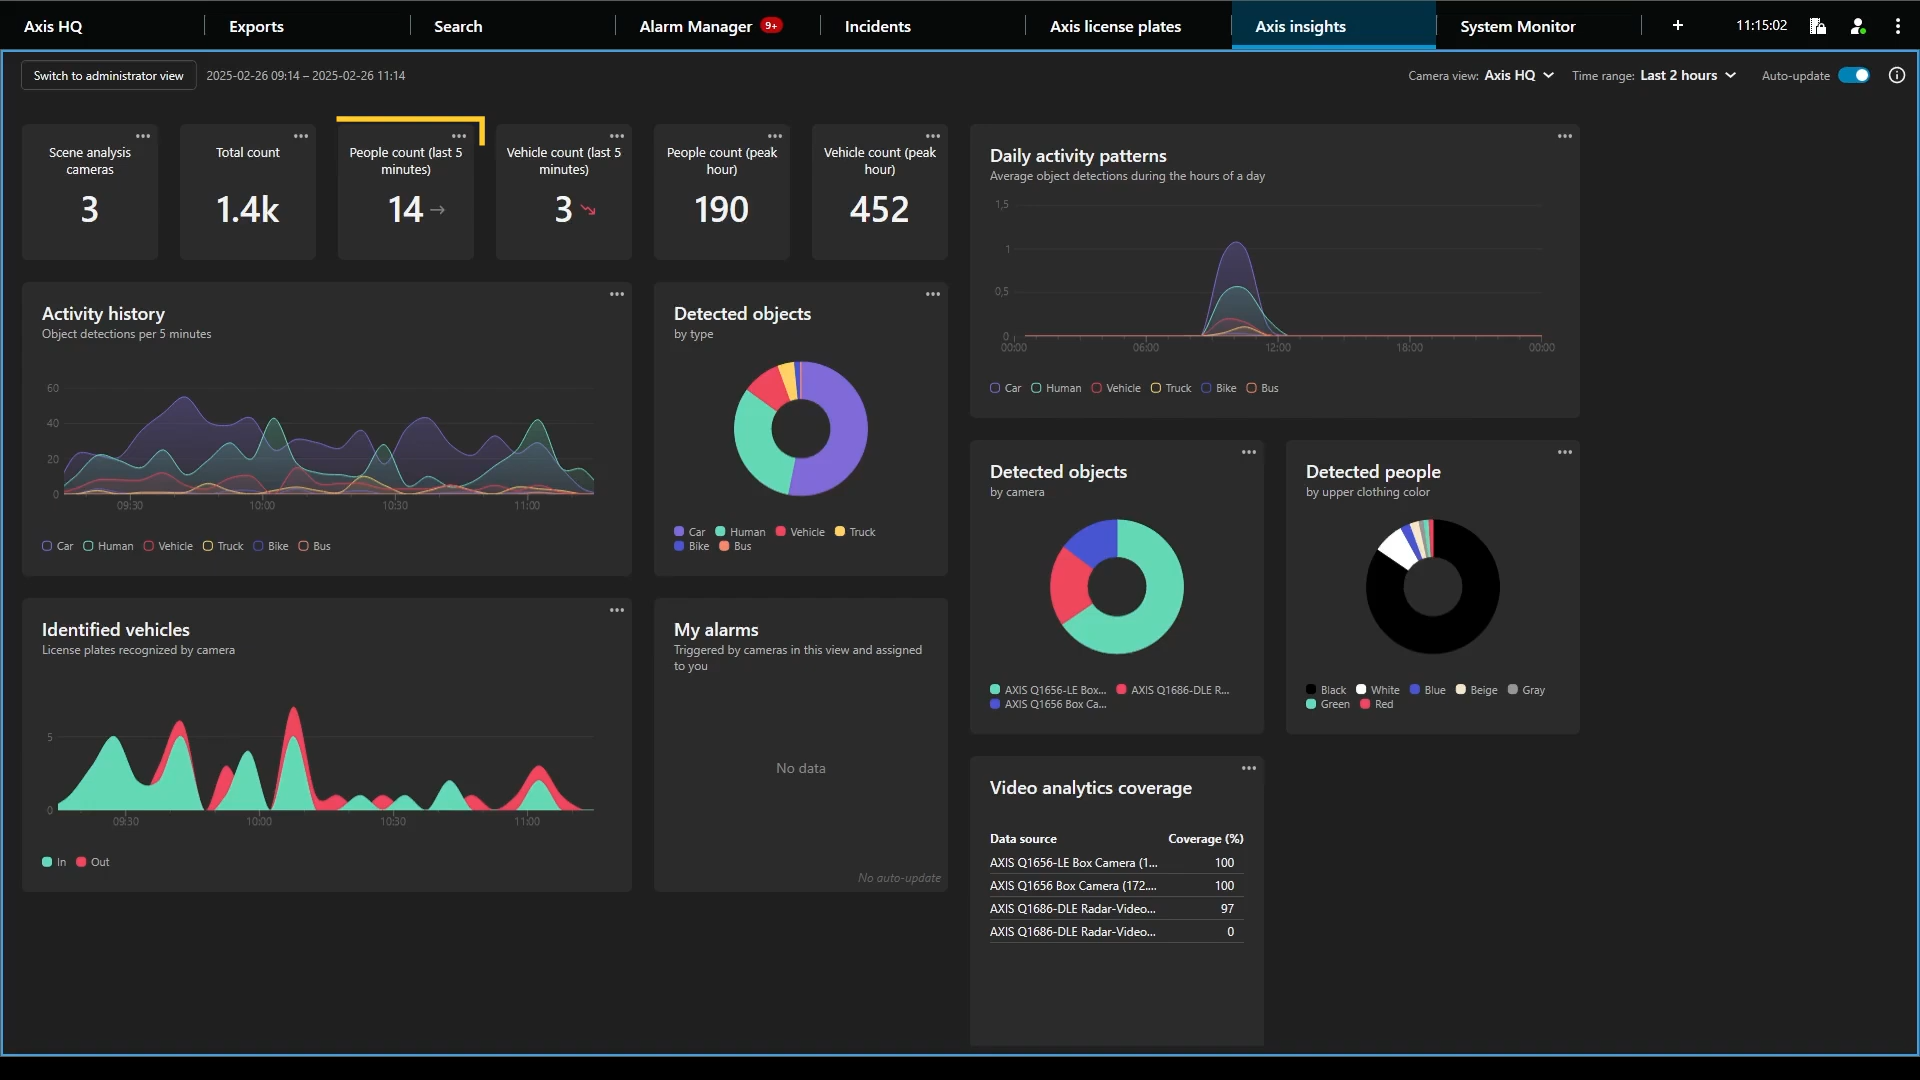 Axis HQ
Exports
Search
Alarm Manager 9+
Incidents
Axis license plates
Axis insights
System Monitor
+
11:15:02
Switch to administrator view
2025-02-26 09:14 – 2025-02-26 11:14
Camera view: Axis HQ
Time range: Last 2 hours
Auto-update
Scene analysis
cameras
3
Total count
1.4k
People count (last 5
minutes)
14
Vehicle count (last 5
minutes)
3
People count (peak
hour)
190
Vehicle count (peak
hour)
452
Daily activity patterns
Average object detections during the hours of a day
1,5
1
0,5
0
00:00 06:00 12:00 18:00 00:00
Car Human Vehicle Truck Bike Bus
Activity history
Object detections per 5 minutes
60
40
20
0
09:30 10:00 10:30 11:00
Car Human Vehicle Truck Bike Bus
Detected objects
by type
Car Human Vehicle Truck
Bike Bus
Detected objects
by camera
AXIS Q1656-LE Box... AXIS Q1686-DLE R...
AXIS Q1656 Box Ca...
Detected people
by upper clothing color
Black White Blue Beige Gray
Green Red
Identified vehicles
License plates recognized by camera
5
0
09:30 10:00 10:30 11:00
In Out
My alarms
Triggered by cameras in this view and assigned
to you
No data
No auto-update
Video analytics coverage
Data source Coverage (%)
AXIS Q1656-LE Box Camera (1... 100
AXIS Q1656 Box Camera (172.... 100
AXIS Q1686-DLE Radar-Video... 97
AXIS Q1686-DLE Radar-Video... 0